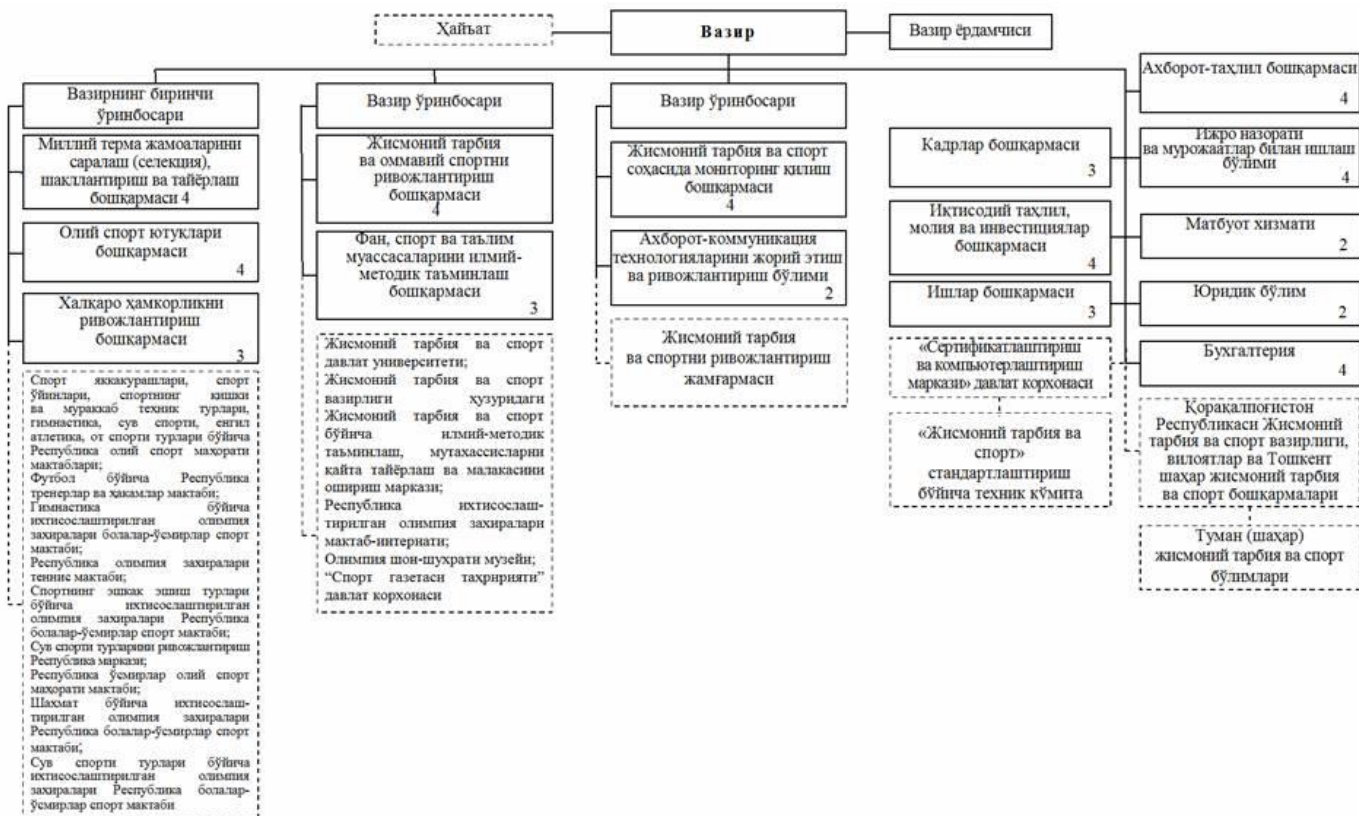 Ҳайъат
Вазир
Вазир ёрдамчиси
Вазирнинг биринчи
ўринбосари
Миллий терма жамоаларини
саралаш (селекция),
шакллантириш ва тайёрлаш
бошқармаси 4
Олий спорт ютуқлари
бошқармаси
4
Халқаро ҳамкорликни
ривожлантириш
бошқармаси
3
Спорт яккакурашлари, спорт
ўйинлари, спортнинг қишки
ва мураккаб техник турлари,
гимнастика, сув спорти, енгил
атлетика, от спорти турлари бўйича
Республика олий спорт маҳорати
мактаблари;
Футбол бўйича Республика
тренерлар ва ҳакамлар мактаби;
Гимнастика бўйича
ихтисослаштирилган олимпия
захиралари болалар-ўсмирлар спорт
мактаби;
Республика олимпия захиралари
теннис мактаби;
Спортнинг эшкак эшиш турлари
бўйича ихтисослаштирилган
олимпия захиралари Республика
болалар-ўсмирлар спорт мактаби;
Сув спорти турларини ривожлантириш
Республика маркази;
Республика ўсмирлар олий спорт
маҳорати мактаби;
Шахмат бўйича ихтисослаш-
тирилган олимпия захиралари
Республика болалар-ўсмирлар спорт
мактаби;
Сув спорти турлари бўйича
ихтисослаштирилган олимпия
захиралари Республика болалар-
ўсмирлар спорт мактаби
Вазир ўринбосари
Жисмоний тарбия
ва оммавий спортни
ривожлантириш
бошқармаси
4
Фан, спорт ва таълим
муассасаларини илмий-
методик таъминлаш
бошқармаси
3
Жисмоний тарбия ва спорт
давлат университети;
Жисмоний тарбия ва спорт
вазирлиги ҳузуридаги
Жисмоний тарбия ва спорт
бўйича илмий-методик
таъминлаш, мутахассисларни
қайта тайёрлаш ва малакасини
ошириш маркази;
Республика ихтисослаш-
тирилган олимпия захиралари
мактаб-интернати;
Олимпия шон-шуҳрати музейи;
“Спорт газетаси таҳририяти”
давлат корхонаси
Вазир ўринбосари
Жисмоний тарбия ва спорт
соҳасида мониторинг қилиш
бошқармаси
4
Ахборот-коммуникация
технологияларини жорий этиш
ва ривожлантириш бўлими
2
Жисмоний тарбия
ва спортни ривожлантириш
жамғармаси
Кадрлар бошқармаси
3
Иқтисодий таҳлил,
молия ва инвестициялар
бошқармаси
4
Ишлар бошқармаси
3
«Сертификатлаштириш
ва компьютерлаштириш
маркази» давлат корхонаси
«Жисмоний тарбия ва
спорт»
стандартлаштириш
бўйича техник қўмита
Ахборот-таҳлил бошқармаси
4
Ижро назорати
ва мурожаатлар билан ишлаш
бўлими
4
Матбуот хизмати
2
Юридик бўлим
2
Бухгалтерия
4
Қорақалпоғистон
Республикаси Жисмоний
тарбия ва спорт вазирлиги,
вилоятлар ва Тошкент
шаҳар жисмоний тарбия
ва спорт бошқармалари
Туман (шаҳар)
жисмоний тарбия ва спорт
бўлимлари